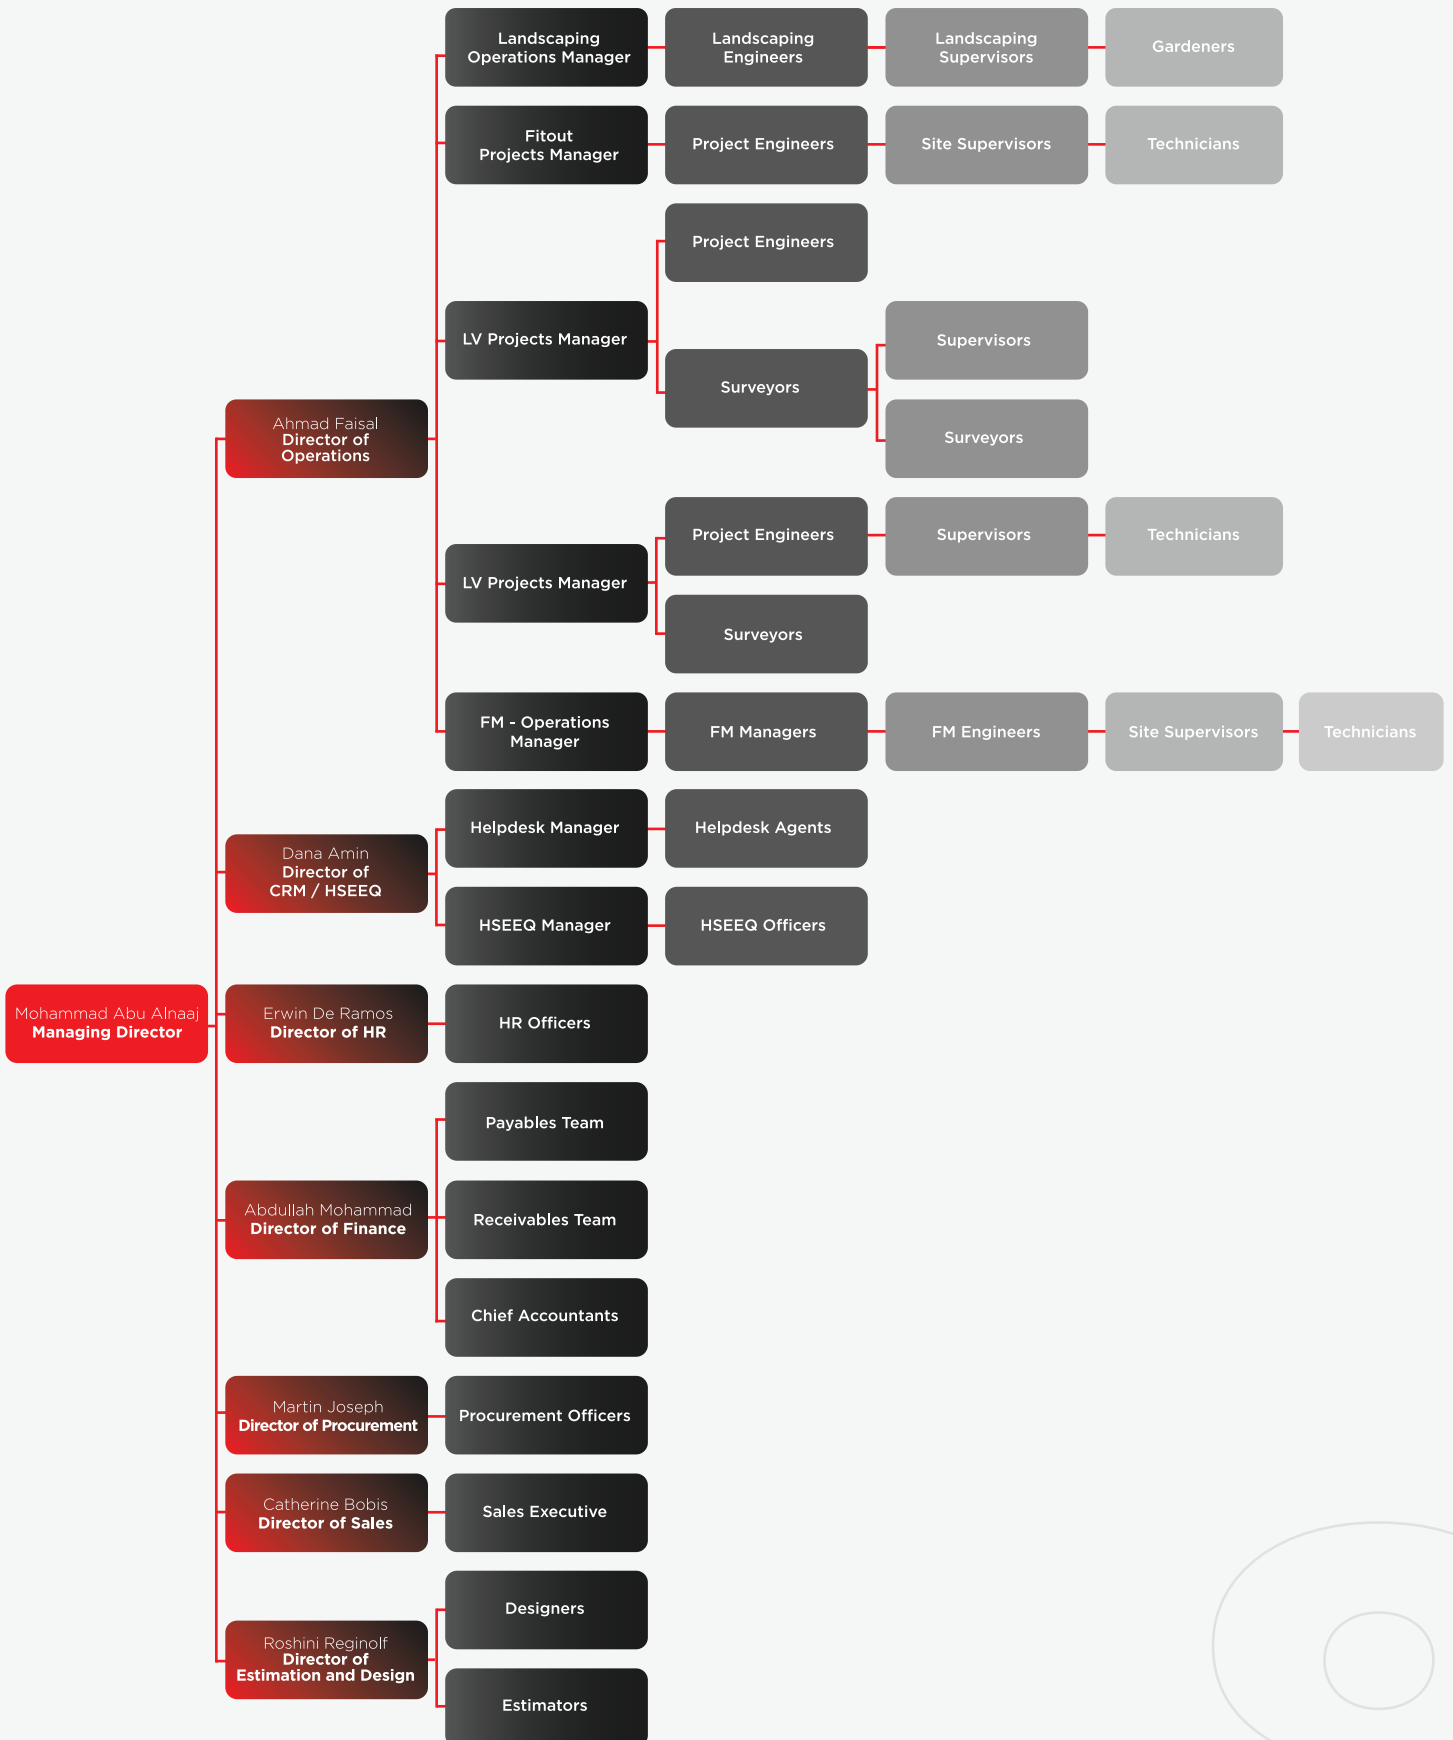 Landscaping
Operations Manager
Landscaping
Engineers
Landscaping
Supervisors
Gardeners
Fitout
Projects Manager
Project Engineers
Site Supervisors
Technicians
Project Engineers
LV Projects Manager
Supervisors
Surveyors
Surveyors
Ahmad Faisal
Director of
Operations
Project Engineers
Supervisors
Technicians
LV Projects Manager
Surveyors
FM - Operations
Manager
FM Managers
FM Engineers
Site Supervisors
Technicians
Helpdesk Manager
Helpdesk Agents
Dana Amin
Director of
CRM / HSEEQ
HSEEQ Manager
HSEEQ Officers
Mohammad Abu Alnaaj
Managing Director
Erwin De Ramos
Director of HR
HR Officers
Payables Team
Abdullah Mohammad
Director of Finance
Receivables Team
Chief Accountants
Martin Joseph
Director of Procurement
Procurement Officers
Catherine Bobis
Director of Sales
Sales Executive
Designers
Roshini Reginolf
Director of
Estimation and Design
Estimators